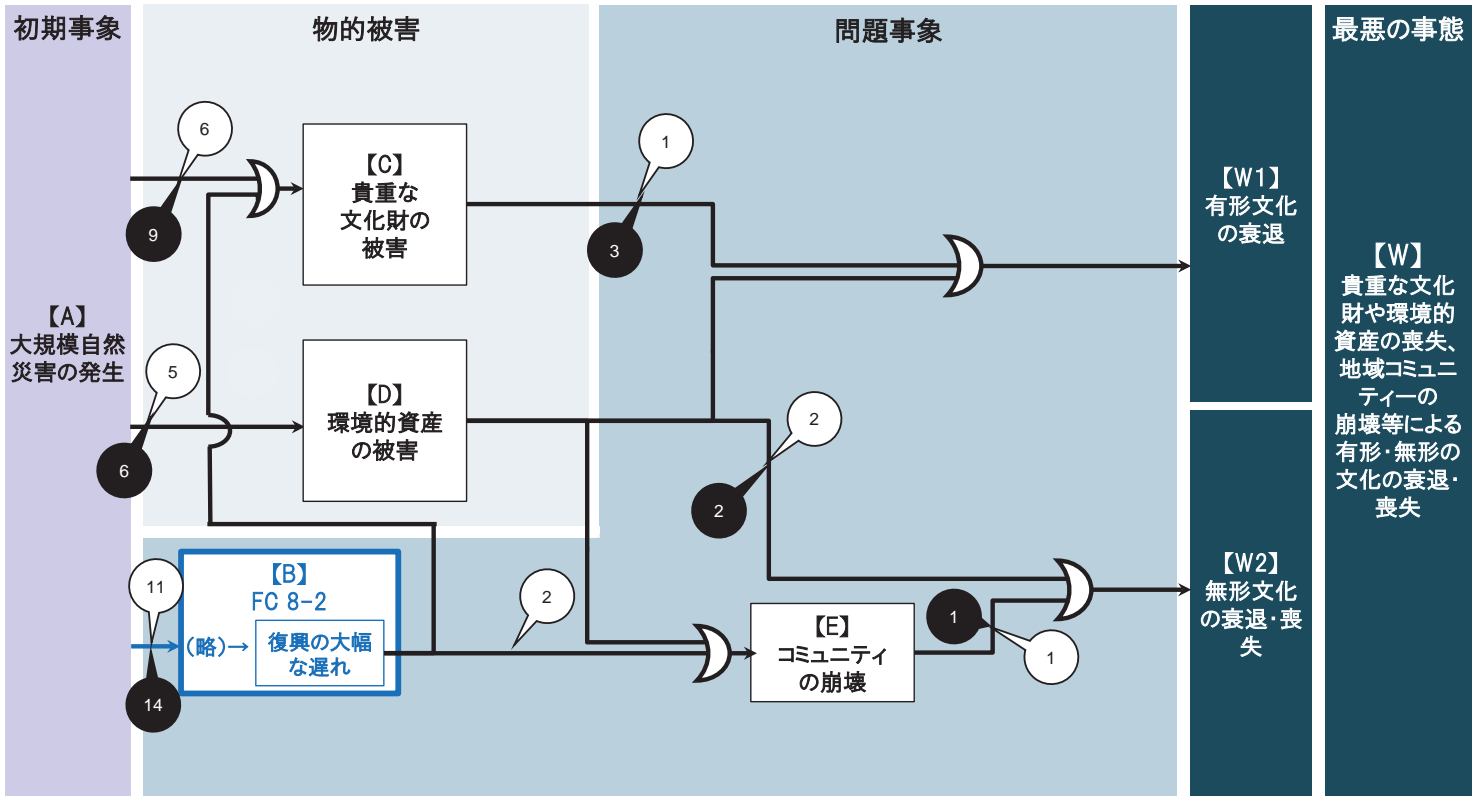 初期事象
物的被害
問題事象
最悪の事態
6
9
【C】
貴重な
文化財の
被害
1
3
【W1】
有形文化
の衰退
【A】
大規模自然
災害の発生
5
6
【D】
環境的資産
の被害
2
2
【W】
貴重な文化
財や環境的
資産の喪失、
地域コミュニ
ティーの
崩壊等による
有形・無形の
文化の衰退・
喪失
11
14
【B】
FC 8-2
(略)→
復興の大幅
な遅れ
2
【E】
コミュニティ
の崩壊
1
1
【W2】
無形文化
の衰退・喪
失